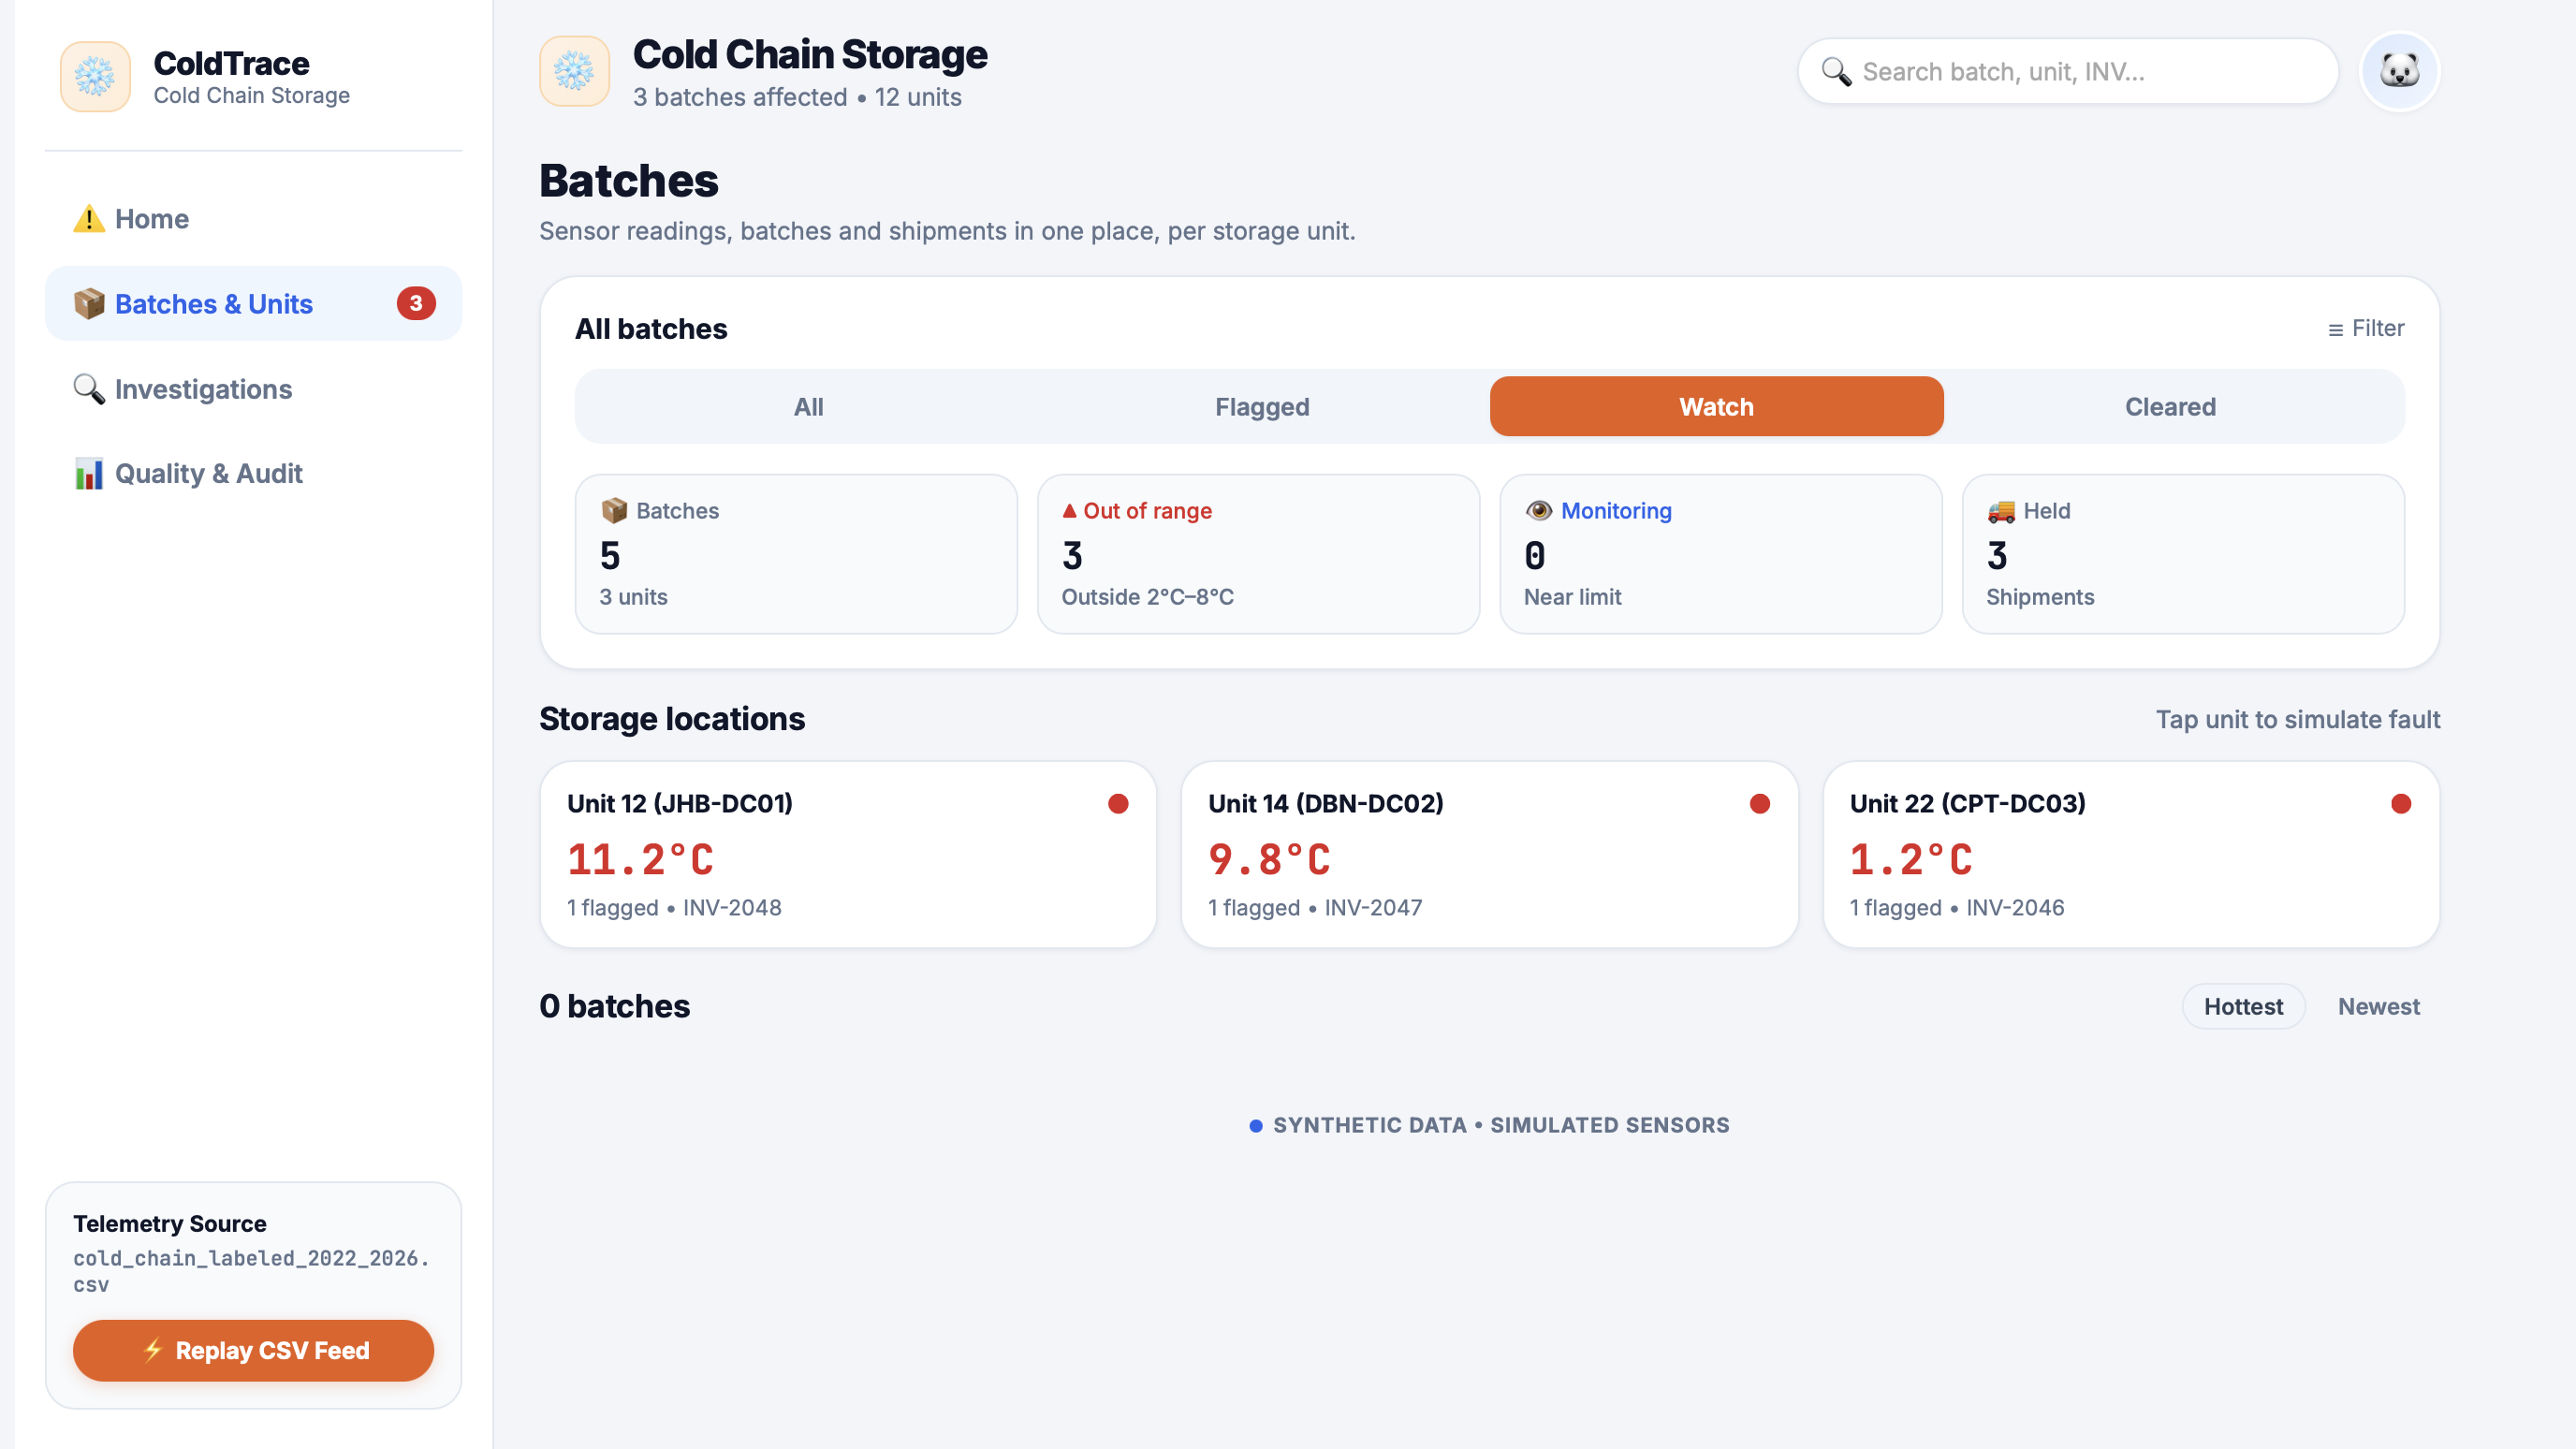 ColdTrace
Cold Chain Storage
Home
Batches & Units
3
Investigations
Quality & Audit
Telemetry Source
cold_chain_labeled_2022_2026.
csv
Replay CSV Feed
Cold Chain Storage
3 batches affected • 12 units
Search batch, unit, INV...
Batches
Sensor readings, batches and shipments in one place, per storage unit.
All batches
≡ Filter
All
Flagged
Watch
Cleared
Batches
5
3 units
▲ Out of range
3
Outside 2°C–8°C
Monitoring
0
Near limit
Held
3
Shipments
Storage locations
Tap unit to simulate fault
Unit 12 (JHB-DC01)
11.2°C
1 flagged • INV-2048
Unit 14 (DBN-DC02)
9.8°C
1 flagged • INV-2047
Unit 22 (CPT-DC03)
1.2°C
1 flagged • INV-2046
0 batches
Hottest
Newest
SYNTHETIC DATA • SIMULATED SENSORS